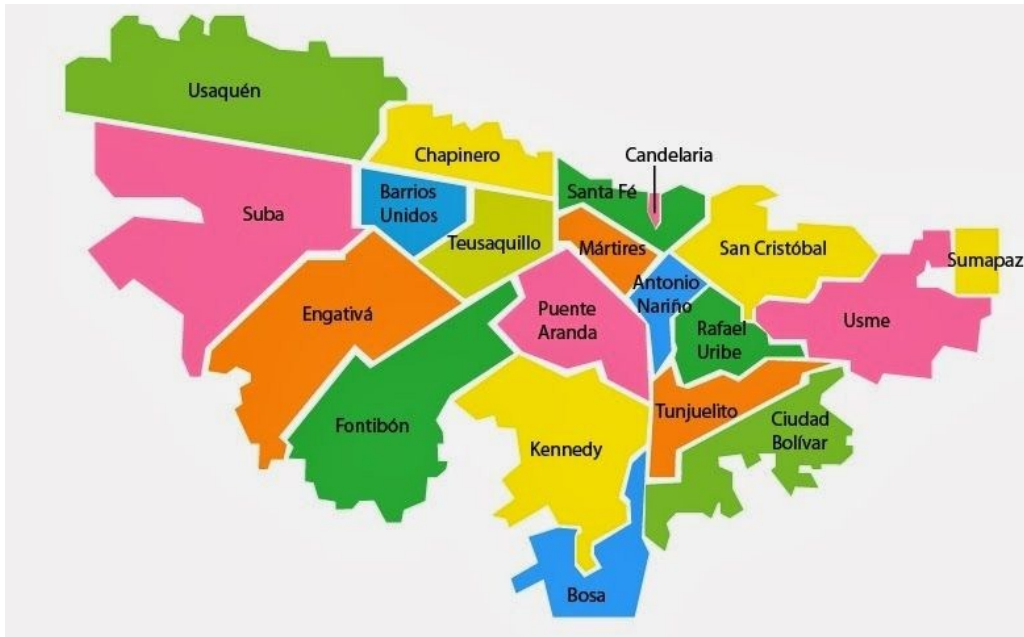 Usaquén
Chapinero
Candelaria
Suba
Barrios
Unidos
Teusaquillo
Santa Fé
Mártires
San Cristóbal
Sumapaz
Antonio
Nariño
Engativá
Puente
Aranda
Rafael
Uribe
Usme
Fontibón
Kennedy
Tunjuelito
Ciudad
Bolívar
Bosa